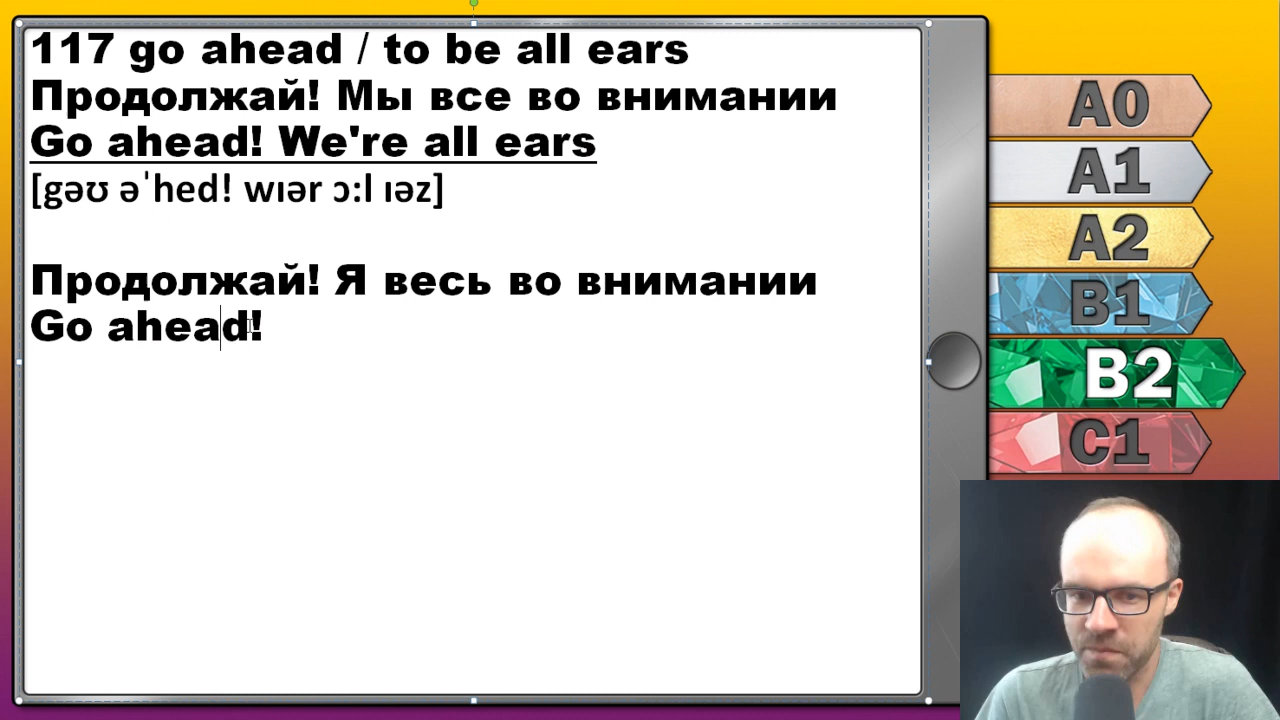 117 go ahead / to be all ears
Продолжай! Мы все во внимании
Go ahead! We're all ears
[gəʊ əˈhed! wɪər ɔ:l ɪəz]
Продолжай! Я весь во внимании
Go ahead!
A0
A1
A2
B1
B2
C1